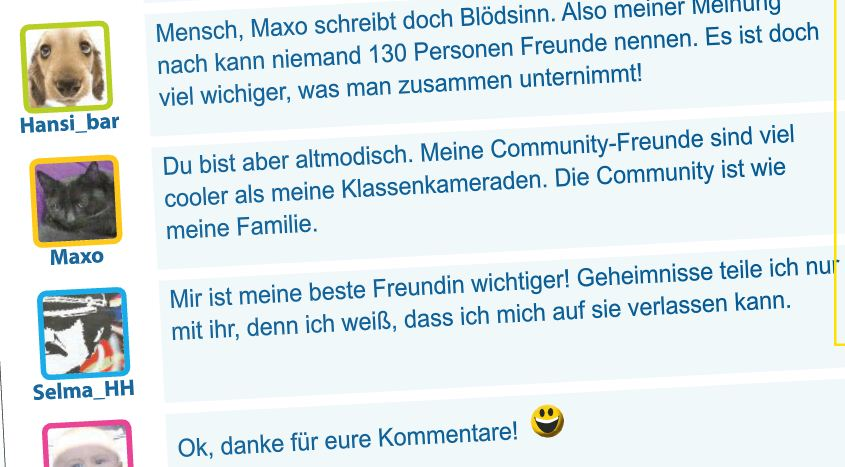 Mensch, Maxo schreibt doch Blödsinn. Also meiner Meinung
nach kann niemand 130 Personen Freunde nennen. Es ist doch
viel wichiger, was man zusammen unternimmt!
Hansi_bar
Du bist aber altmodisch. Meine Community-Freunde sind viel
cooler als meine Klassenkameraden. Die Community ist wie
meine Familie.
Maxo
Mir ist meine beste Freundin wichtiger! Geheimnisse teile ich nur
mit ihr, denn ich weiß, dass ich mich auf sie verlassen kann.
Selma_HH
Ok, danke für eure Kommentare!